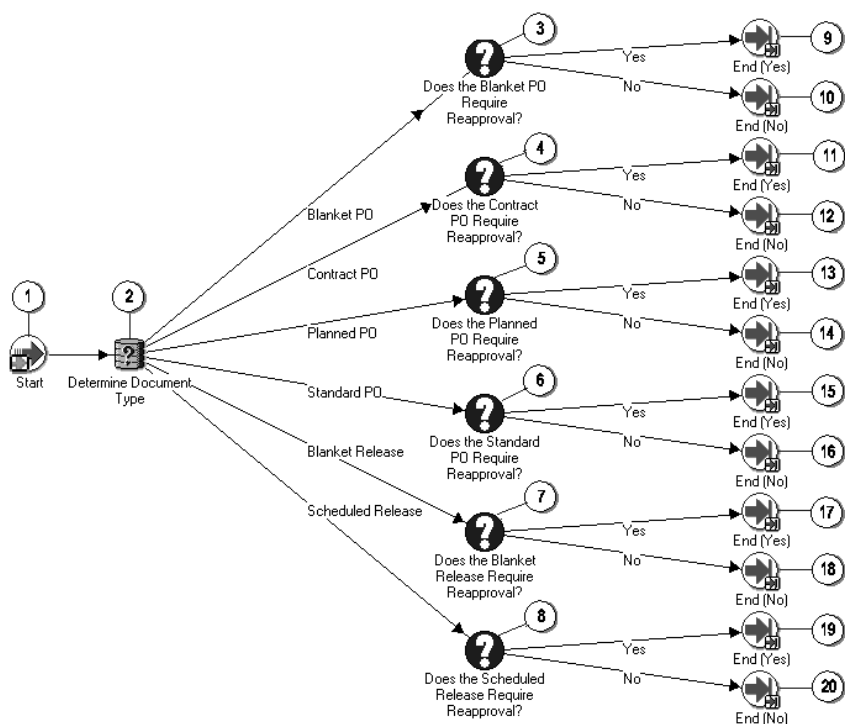 3
9
Yes
End (Yes)
Does the Blanket PO
Require
Reapproval?
No
10
End (No)
4
11
Yes
End (Yes)
Blanket PO
Does the Contract
PO Require
Reapproval?
No
12
End (No)
5
13
Contract PO
Yes
End (Yes)
1
2
Planned PO
Does the Planned
PO Require
Reapproval?
No
14
End (No)
Start
Determine Document
Type
6
15
Standard PO
Yes
End (Yes)
Does the Standard
PO Require
Reapproval?
No
16
End (No)
Blanket Release
7
17
Scheduled Release
Yes
End (Yes)
Does the Blanket
Release Require
Reapproval?
No
18
End (No)
8
19
Yes
End (Yes)
Does the Scheduled
Release Require
Reapproval?
No
20
End (No)